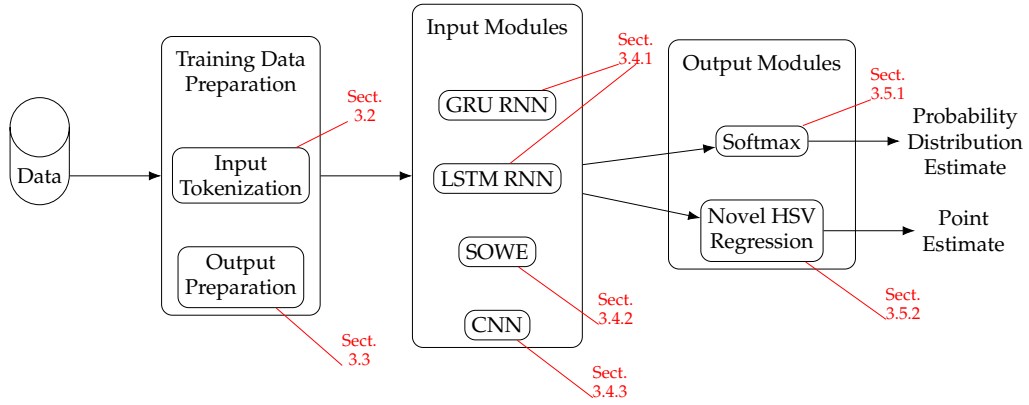 Data
Training Data
Preparation
Sect.
3.2
Input
Tokenization
Output
Preparation
Sect.
3.3
Input Modules
Sect.
3.4.1
GRU RNN
LSTM RNN
SOWE
Sect.
3.4.2
CNN
Sect.
3.4.3
Output Modules
Sect.
3.5.1
Softmax
Novel HSV
Regression
Sect.
3.5.2
Probability
Distribution
Estimate
Point
Estimate